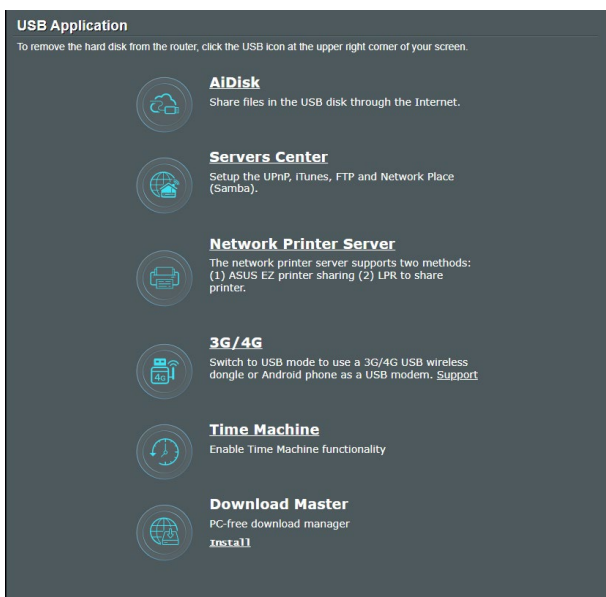 USB Application
To remove the hard disk from the router, click the USB icon at the upper right corner of your screen.
AiDisk
Share files in the USB disk through the Internet.
Servers Center
Setup the UPnP, iTunes, FTP and Network Place
(Samba).
Network Printer Server
The network printer server supports two methods:
(1) ASUS EZ printer sharing (2) LPR to share
printer.
3G/4G
Switch to USB mode to use a 3G/4G USB wireless
dongle or Android phone as a USB modem. Support
4G
Time Machine
Enable Time Machine functionality
Download Master
PC-free download manager
Install